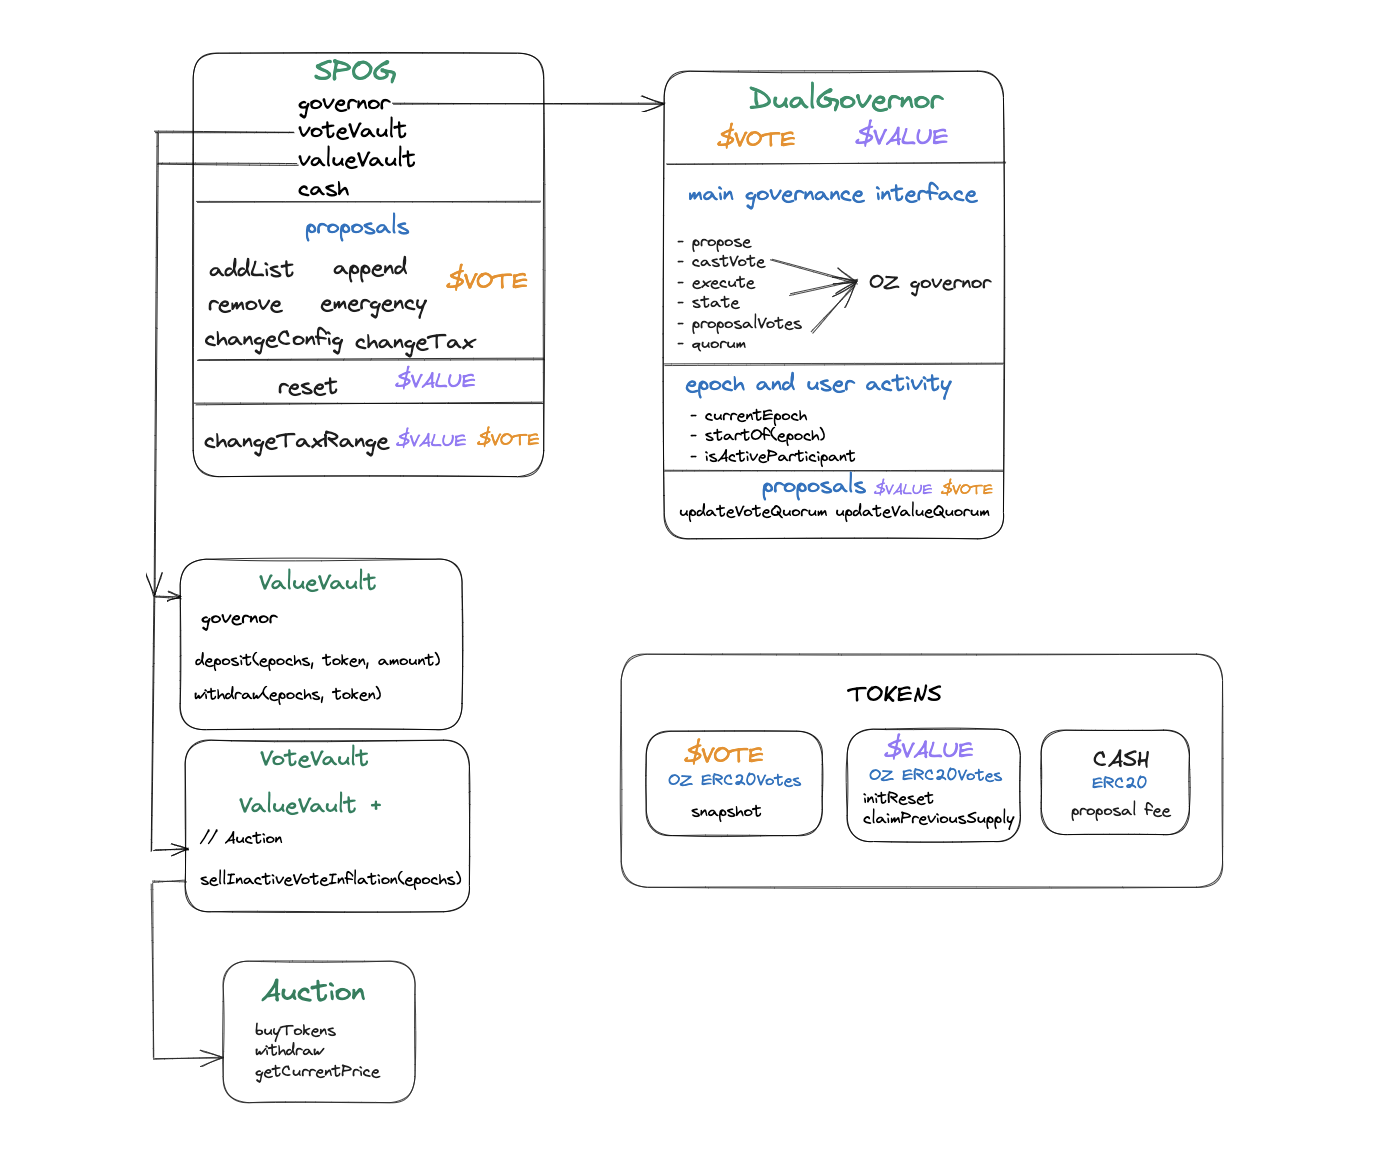 SPOG
governor
voteVault
valueVault
cash
proposals
addList append $VOTE
remove emergency
changeConfig changeTax
reset $VALUE
changeTaxRange $VALUE $VOTE
DualGovernor
$VOTE $VALUE
main governance interface
- propose
- castVote
- execute OZ governor
- state
- proposalVotes
- quorum
epoch and user activity
- currentEpoch
- startOf(epoch)
- isActiveParticipant
proposals $VALUE $VOTE
updateVoteQuorum updateValueQuorum
ValueVault
governor
deposit(epochs, token, amount)
withdraw(epochs, token)
VoteVault
ValueVault +
// Auction
sellInactiveVoteInflation(epochs)
Auction
buyTokens
withdraw
getCurrentPrice
TOKENS
$VOTE
OZ ERC20Votes
snapshot
$VALUE
OZ ERC20Votes
initReset
claimPreviousSupply
CASH
ERC20
proposal fee